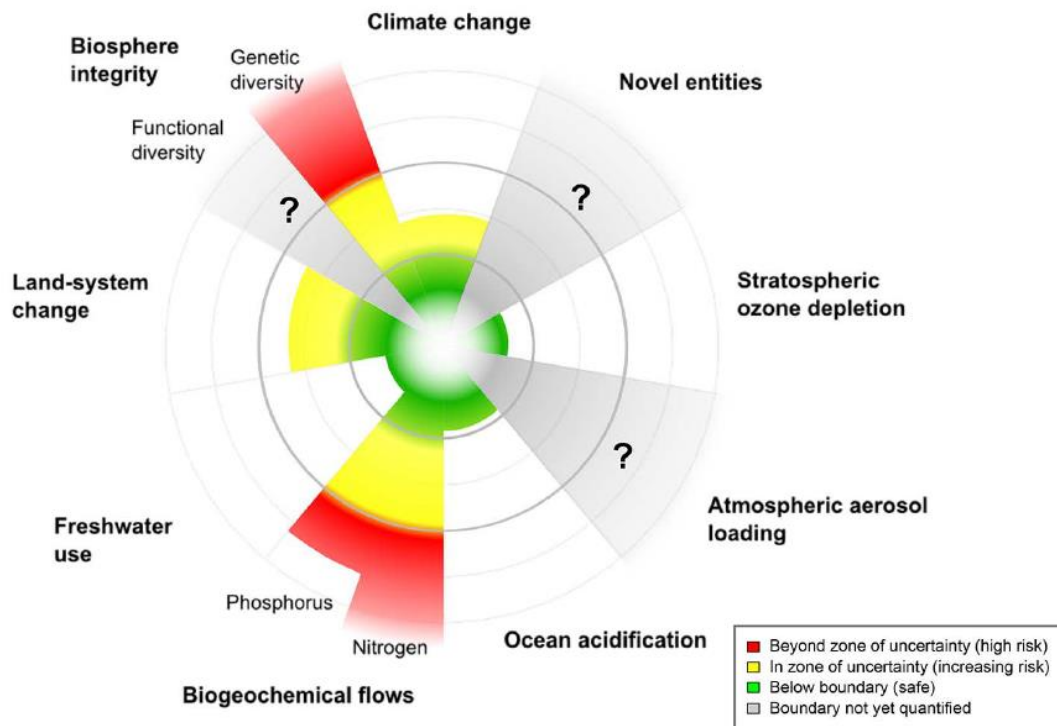 Climate change
Biosphere
integrity
Genetic
diversity
Novel entities
Functional
diversity
?
?
Land-system
change
Stratospheric
ozone depletion
?
Atmospheric aerosol
loading
Freshwater
use
Phosphorus
Nitrogen
Ocean acidification
Biogeochemical flows
Beyond zone of uncertainty (high risk)
In zone of uncertainty (increasing risk)
Below boundary (safe)
Boundary not yet quantified